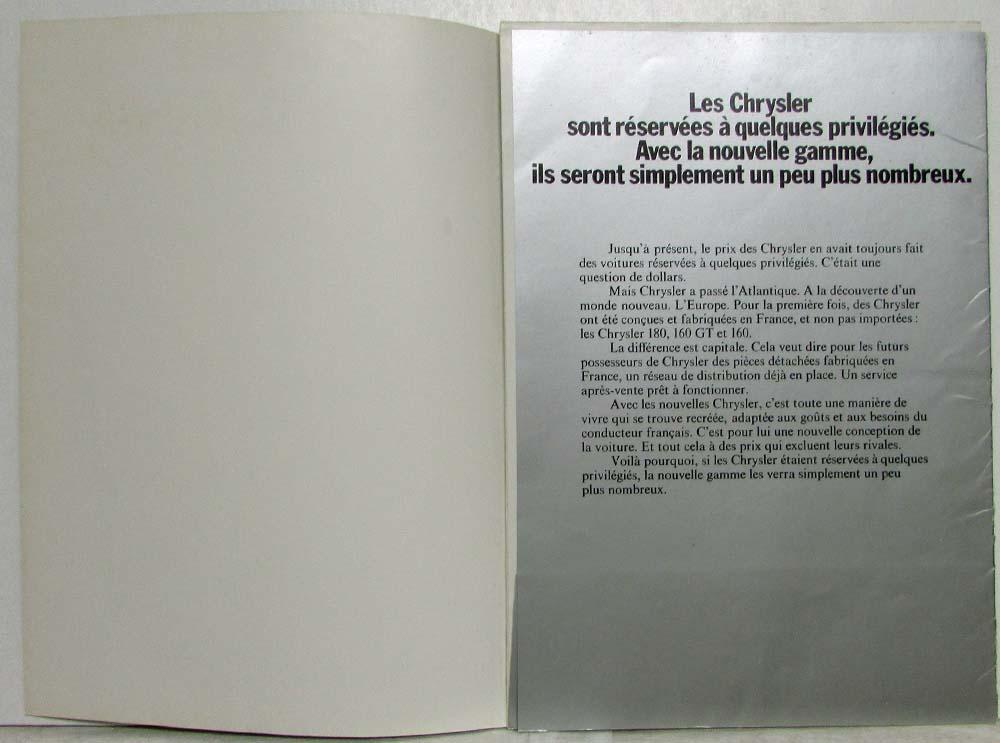 Les Chrysler
sont réservées à quelques privilégiés.
Avec la nouvelle gamme,
ils seront simplement un peu plus nombreux.
Jusqu'à présent, le prix des Chrysler en avait toujours fait
des voitures réservées à quelques privilégiés. C'était une
question de dollars.
Mais Chrysler a passé l'Atlantique. A la découverte d'un
monde nouveau. L'Europe. Pour la première fois, des Chrysler
ont été conçues et fabriquées en France, et non pas importées :
les Chrysler 180, 160 GT et 160.
La différence est capitale. Cela veut dire pour les futurs
possesseurs de Chrysler des pièces détachées fabriquées en
France, un réseau de distribution déjà en place. Un service
après-vente prêt à fonctionner.
Avec les nouvelles Chrysler, c'est toute une manière de
vivre qui se trouve recréée, adaptée aux goûts et aux besoins du
conducteur français. C'est pour lui une nouvelle conception de
la voiture. Et tout cela à des prix qui excluent leurs rivales.
Voilà pourquoi, si les Chrysler étaient réservées à quelques
privilégiés, la nouvelle gamme les verra simplement un peu
plus nombreux.